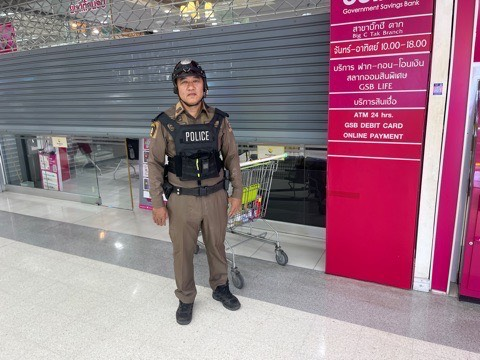 Government Savings Bank
สาขาบิ๊กซี ตาก
Big C Tak Branch
จันทร์-อาทิตย์ 10.00-18.00
บริการ ฝาก-ถอน-โอนเงิน
สลากออมสินพิเศษ
GSB LIFE
บริการสินเชื่อ
ATM 24 hrs.
GSB DEBIT CARD
ONLINE PAYMENT
POLICE